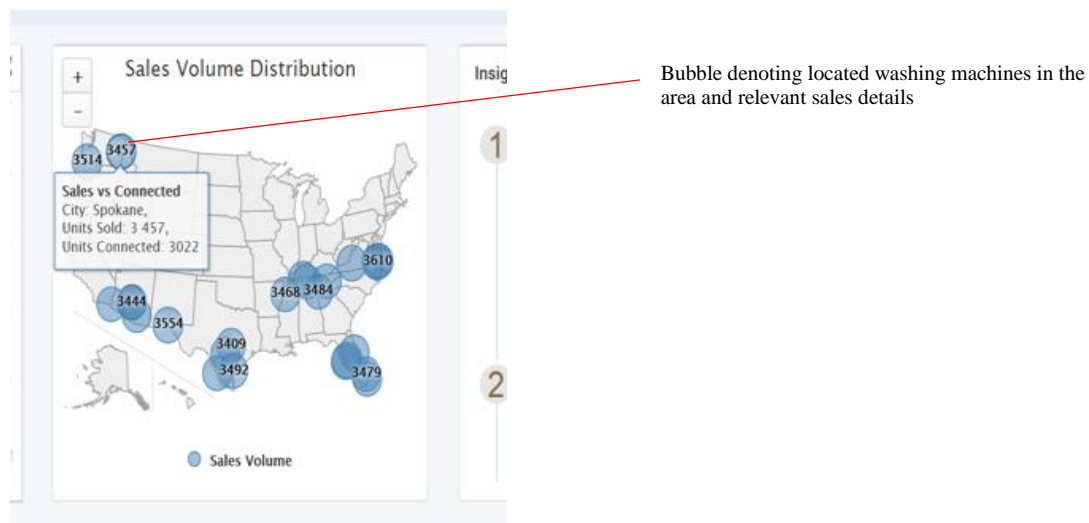 Sales Volume Distribution
+
-
Insig
Bubble denoting located washing machines in the
area and relevant sales details
1
3514
3457
Sales vs Connected
City: Spokane,
Units Sold: 3 457,
Units Connected: 3022
3610
3468
3484
3444
3554
3409
3492
3479
2
Sales Volume